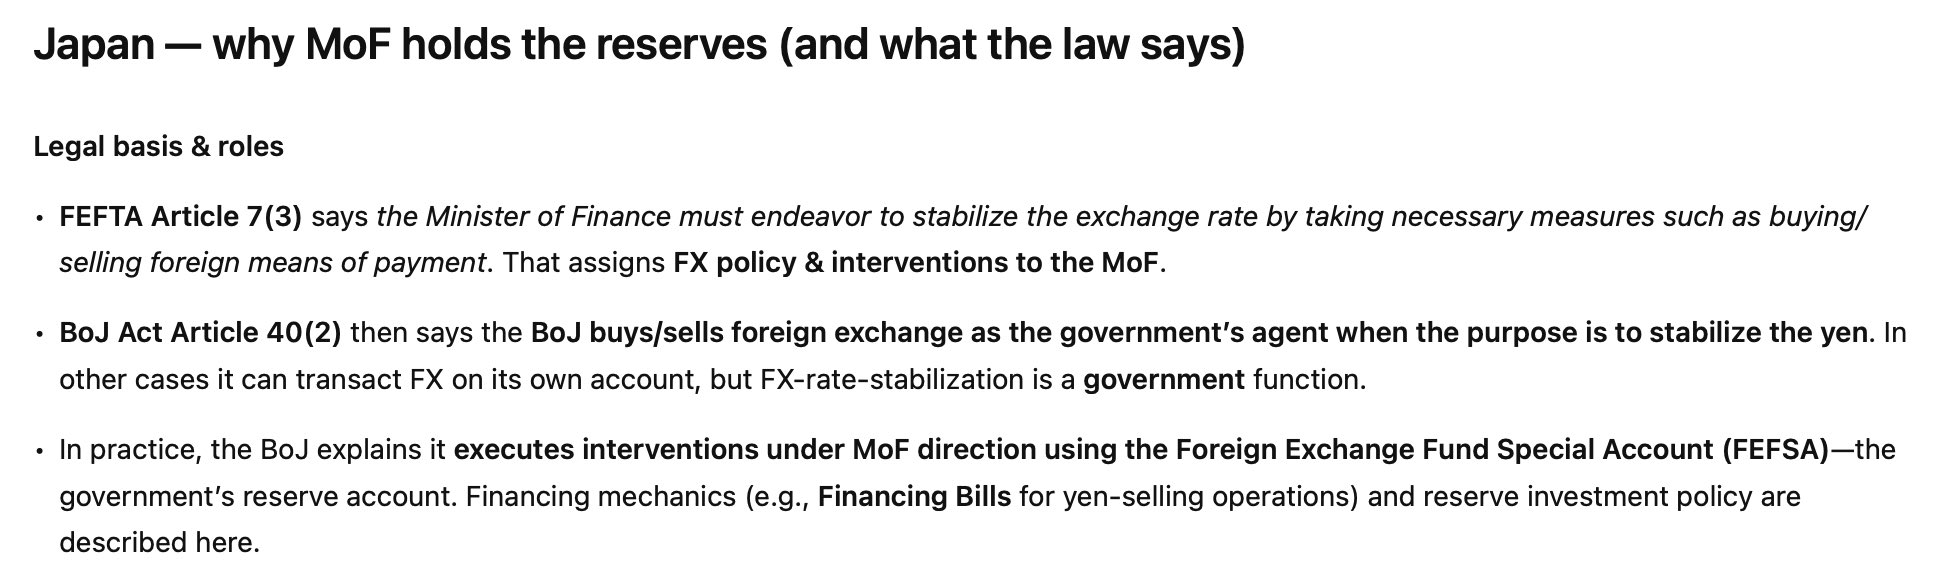 Japan — why MoF holds the reserves (and what the law says)
Legal basis & roles
• FEFTA Article 7(3) says the Minister of Finance must endeavor to stabilize the exchange rate by taking necessary measures such as buying/
selling foreign means of payment. That assigns FX policy & interventions to the MoF.
• BoJ Act Article 40(2) then says the BoJ buys/sells foreign exchange as the government’s agent when the purpose is to stabilize the yen. In
other cases it can transact FX on its own account, but FX-rate-stabilization is a government function.
• In practice, the BoJ explains it executes interventions under MoF direction using the Foreign Exchange Fund Special Account (FEFSA)—the
government’s reserve account. Financing mechanics (e.g., Financing Bills for yen-selling operations) and reserve investment policy are
described here.